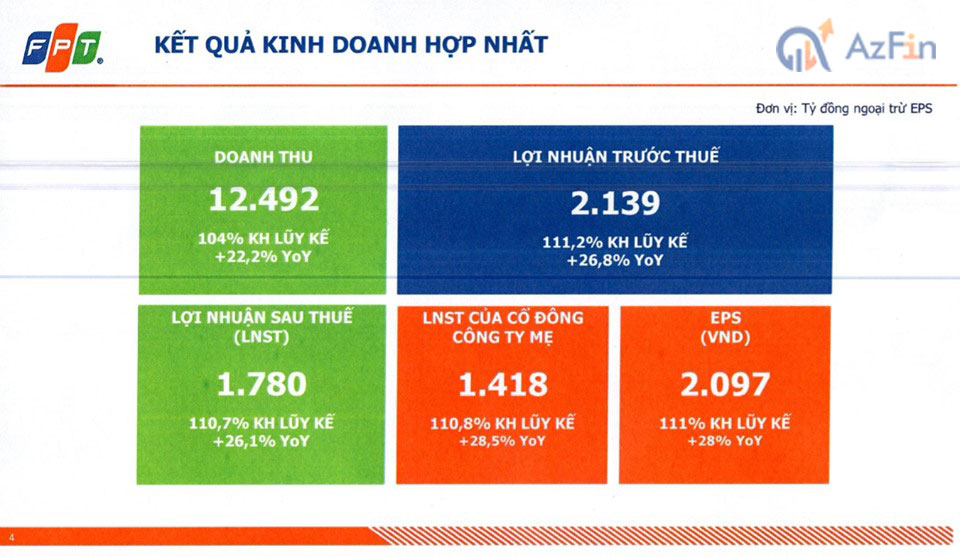 FPT
KẾT QUẢ KINH DOANH HỢP NHẤT
AzFin
Đơn vị: Tỷ đồng ngoại trừ EPS
DOANH THU
12.492
104% KH LŨY KẾ
+22,2% YoY
LỢI NHUẬN TRƯỚC THUẾ
2.139
111,2% KH LŨY KẾ
+26,8% YoY
LỢI NHUẬN SAU THUẾ
(LNST)
1.780
110,7% KH LŨY KẾ
+26,1% YoY
LNST CỦA CỔ ĐÔNG
CÔNG TY MẸ
1.418
110,8% KH LŨY KẾ
+28,5% YoY
EPS
(VND)
2.097
111% KH LŨY KẾ
+28% YoY
4